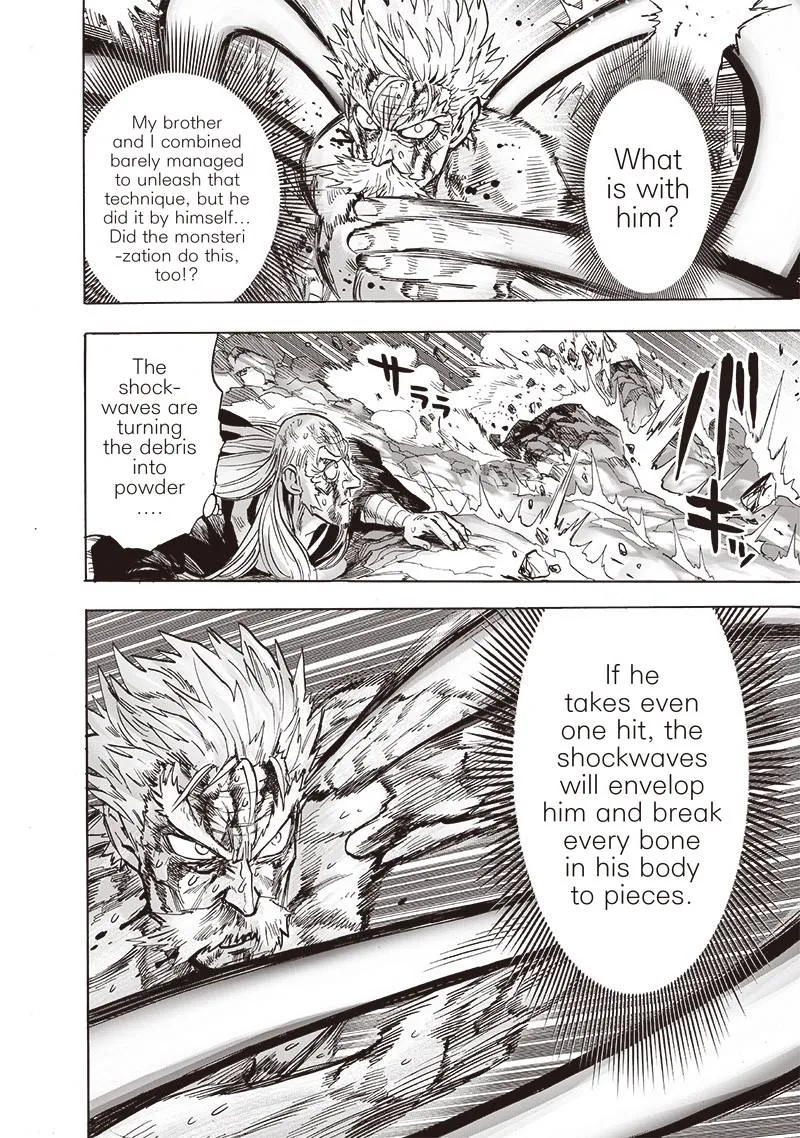 What
is with
him?
My brother
and I combined
barely managed
to unleash that
technique, but he
did it by himself...
Did the monsteri
-zation do this,
too!?
ササ
ララ
ギッ
The
shock-
waves are
turning
the debris
into
powder
....
If he
takes even
one hit, the
shockwaves
will envelop
him and break
every bone
in his body
to pieces.